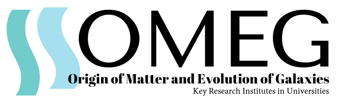 OMEG
Origin of Matter and Evolution of Galaxies
Key Research Institutes in Universities